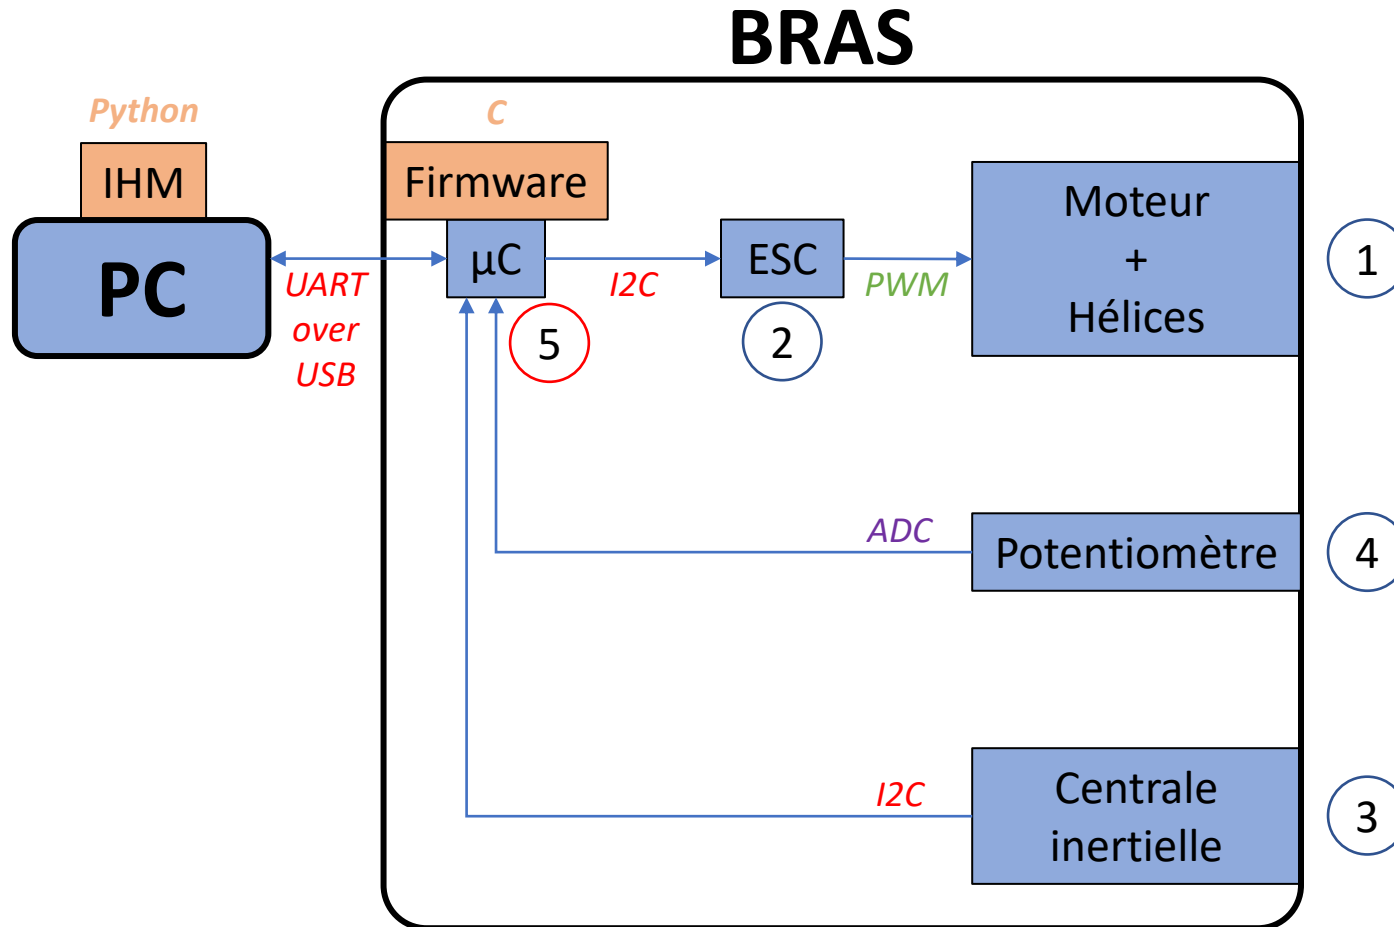 BRAS
Python
C
IHM
Firmware
PC
UART
over
USB
µC
I2C
ESC
PWM
Moteur
+
Hélices
1
5
2
ADC
Potentiomètre
4
I2C
Centrale
inertielle
3